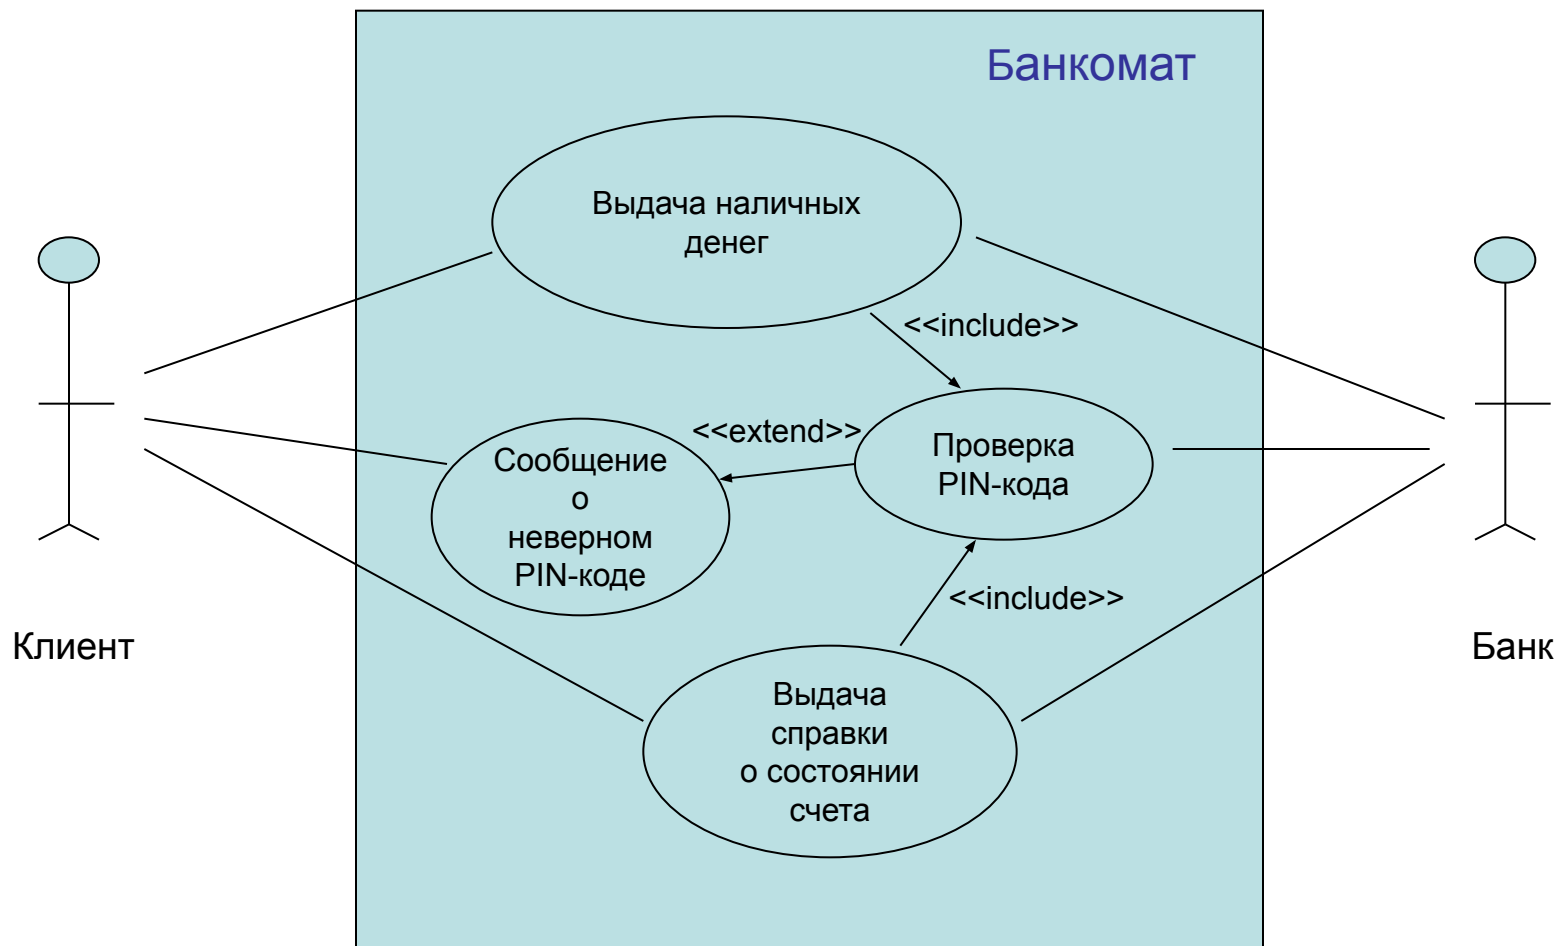 Банкомат
Выдача наличных
денег
<<include>>
<<extend>>
Проверка
PIN-кода
Сообщение
о
неверном
PIN-коде
<<include>>
Клиент
Банк
Выдача
справки
о состоянии
счета